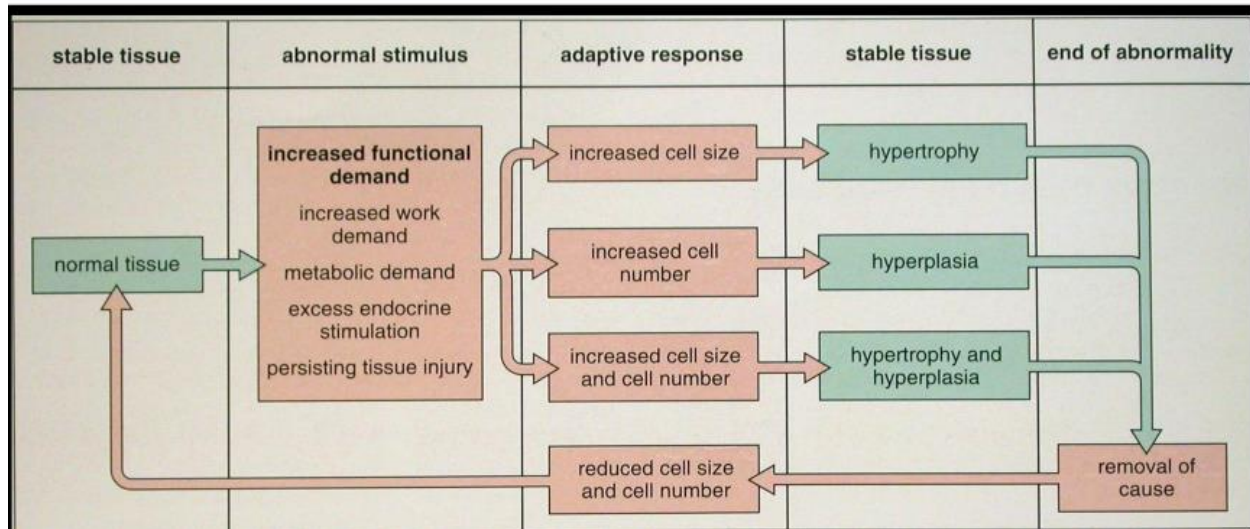 stable tissue
abnormal stimulus
adaptive response
stable tissue
end of abnormality
normal tissue
increased functional
demand
increased work
demand
metabolic demand
excess endocrine
stimulation
persisting tissue injury
increased cell size
increased cell
number
increased cell size
and cell number
hypertrophy
hyperplasia
hypertrophy and
hyperplasia
removal of
cause
reduced cell size
and cell number